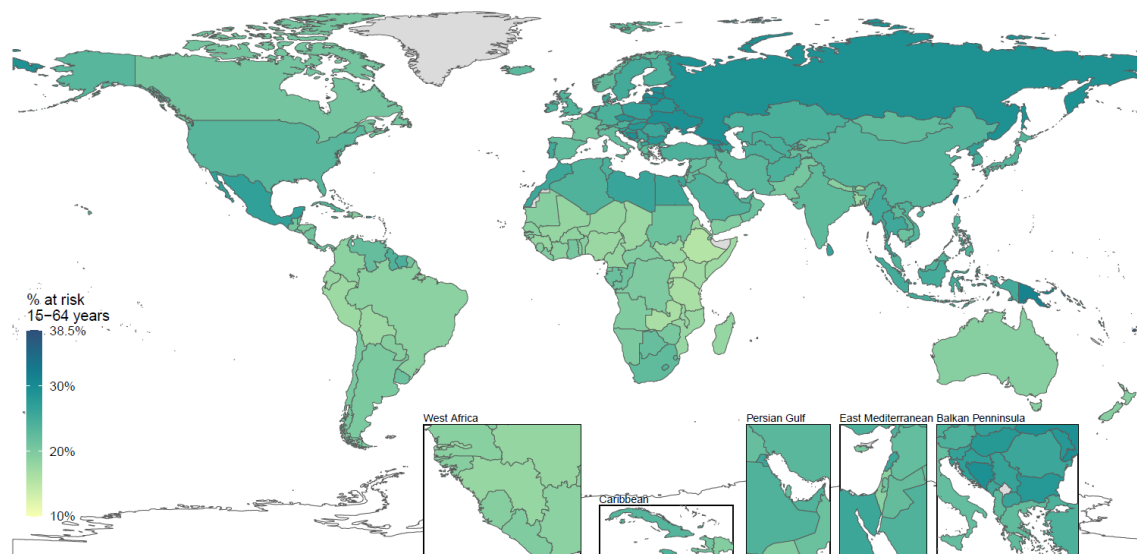 % at risk
15−64 years
38.5%
30%
20%
10%
West Africa
Caribbean
Persian Gulf
East Mediterranean
Balkan Penninsula